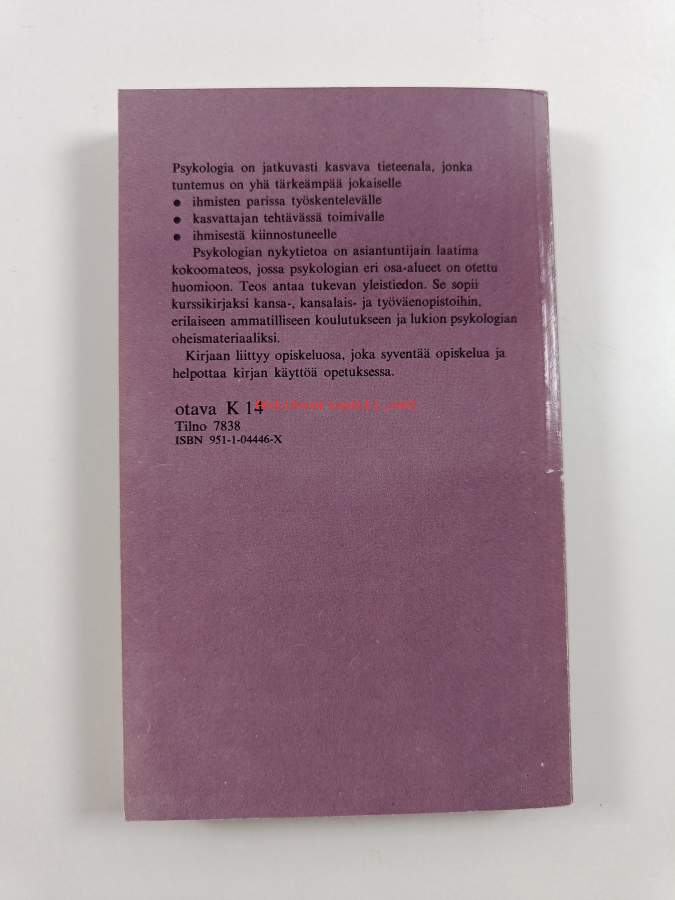 Psykologia on jatkuvasti kasvava tieteenala, jonka
tuntemus on yhä tärkeämpää jokaiselle
● ihmisten parissa työskentelevälle
● kasvattajan tehtävässä toimivalle
● ihmisestä kiinnostuneelle
Psykologian nykytietoa on asiantuntijain laatima
kokoomateos, jossa psykologian eri osa-alueet on otettu
huomioon. Teos antaa tukevan yleistiedon. Se sopii
kurssikirjaksi kansa-, kansalais- ja työväenopistoihin,
erilaiseen ammatilliseen koulutukseen ja lukion psykologian
oheismateriaaliksi.
Kirjaan liittyy opiskeluosa, joka syventää opiskelua ja
helpottaa kirjan käyttöä opetuksessa.
otava K 14
Tilno 7838
ISBN 951-1-04446-X